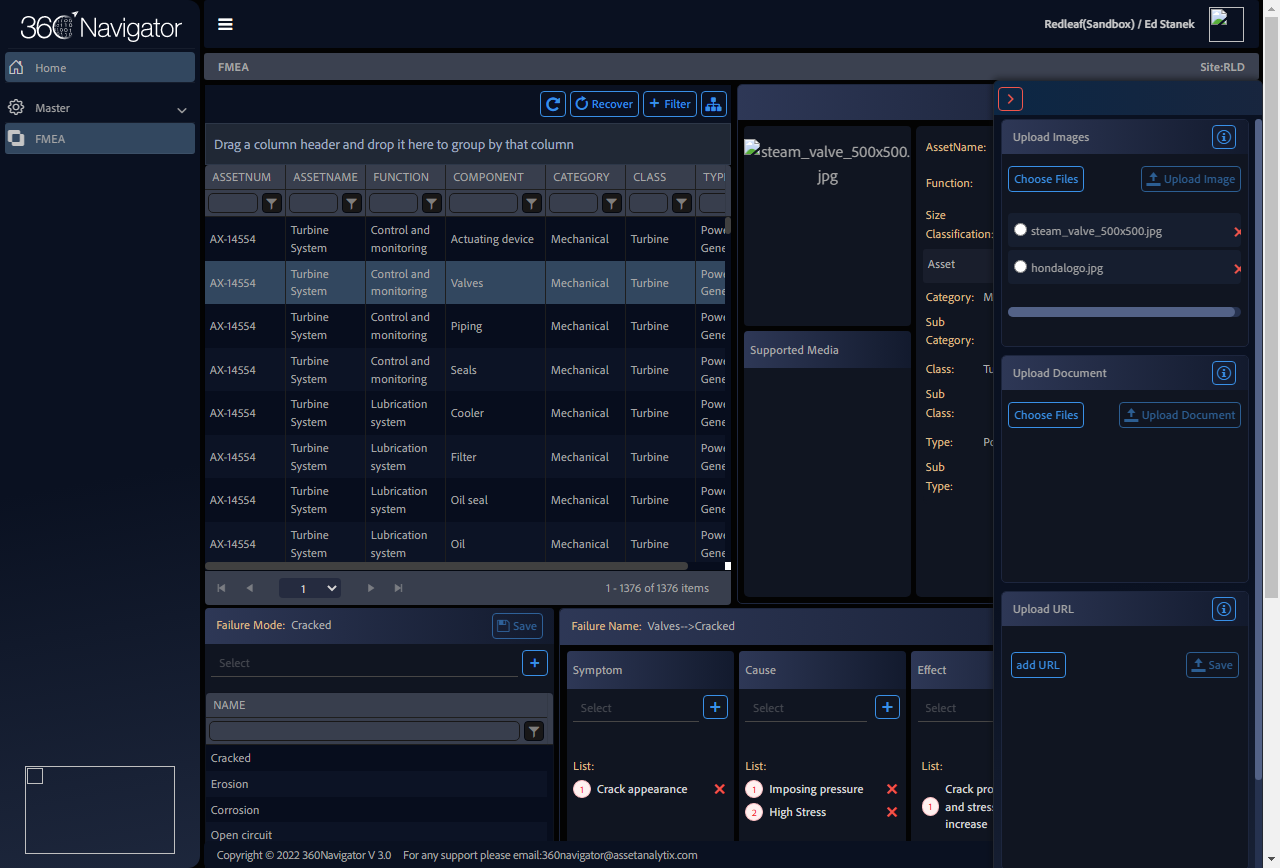 360 Navigator
Redleaf(Sandbox) / Ed Stanek
Home
Master
FMEA
FMEA
Site:RLD
Recover
+ Filter
Drag a column header and drop it here to group by that column
ASSETNUM ASSETNAME FUNCTION COMPONENT CATEGORY CLASS TYPE
AX-14554 Turbine System Control and monitoring Actuating device Mechanical Turbine Powe Gene
AX-14554 Turbine System Control and monitoring Valves Mechanical Turbine Powe Gene
AX-14554 Turbine System Control and monitoring Piping Mechanical Turbine Powe Gene
AX-14554 Turbine System Control and monitoring Seals Mechanical Turbine Powe Gene
AX-14554 Turbine System Lubrication system Cooler Mechanical Turbine Powe Gene
AX-14554 Turbine System Lubrication system Filter Mechanical Turbine Powe Gene
AX-14554 Turbine System Lubrication system Oil seal Mechanical Turbine Powe Gene
AX-14554 Turbine System Lubrication system Oil Mechanical Turbine Powe Gene
1
1 - 1376 of 1376 items
steam_valve_500x500.
jpg
Supported Media
AssetName:
Function:
Size
Classification:
Asset
Category: M
Sub
Category:
Class: Tu
Sub
Class:
Type: Po
Sub
Type:
Upload Images
Choose Files
Upload Image
steam_valve_500x500.jpg
hondalogo.jpg
Upload Document
Choose Files
Upload Document
Upload URL
add URL
Save
Failure Mode: Cracked
Save
Select
+
NAME
Cracked
Erosion
Corrosion
Open circuit
Failure Name: Valves-->Cracked
Symptom
Select
+
List:
1 Crack appearance
Cause
Select
+
List:
1 Imposing pressure
2 High Stress
Effect
Select
List:
1 Crack pro
and stress
increase
Copyright © 2022 360Navigator V 3.0 For any support please email:360navigator@assetanalytix.com